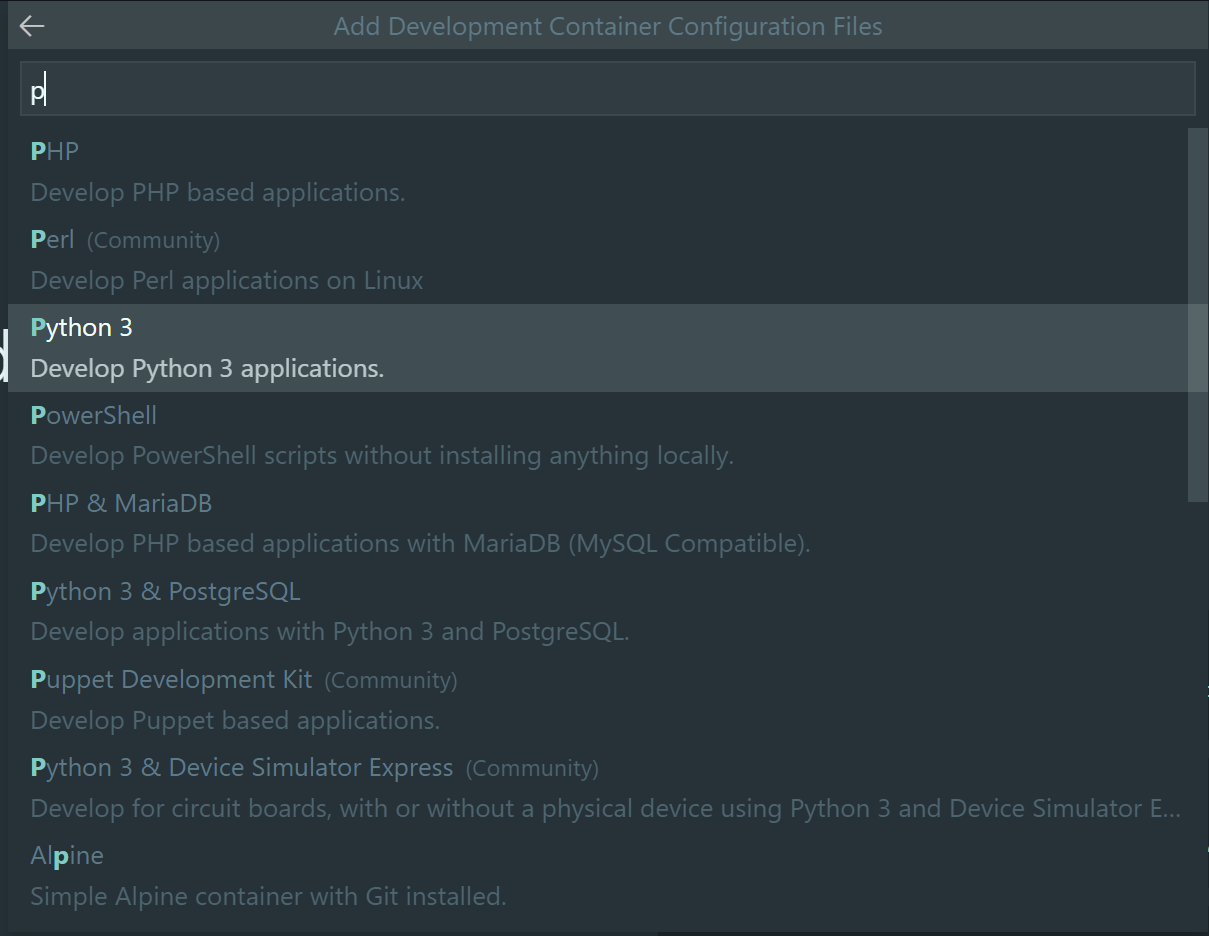 Add Development Container Configuration Files
p
PHP
Develop PHP based applications.
Perl (Community)
Develop Perl applications on Linux
Python 3
Develop Python 3 applications.
PowerShell
Develop PowerShell scripts without installing anything locally.
PHP & MariaDB
Develop PHP based applications with MariaDB (MySQL Compatible).
Python 3 & PostgreSQL
Develop applications with Python 3 and PostgreSQL.
Puppet Development Kit (Community)
Develop Puppet based applications.
Python 3 & Device Simulator Express (Community)
Develop for circuit boards, with or without a physical device using Python 3 and Device Simulator E...
Alpine
Simple Alpine container with Git installed.